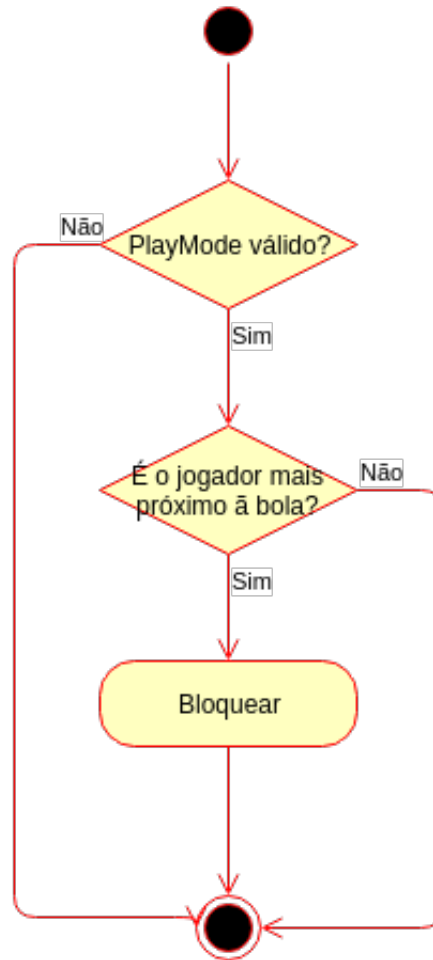 Não
PlayMode válido?
Sim
É o jogador mais
próximo ã bola?
Não
Sim
Bloquear